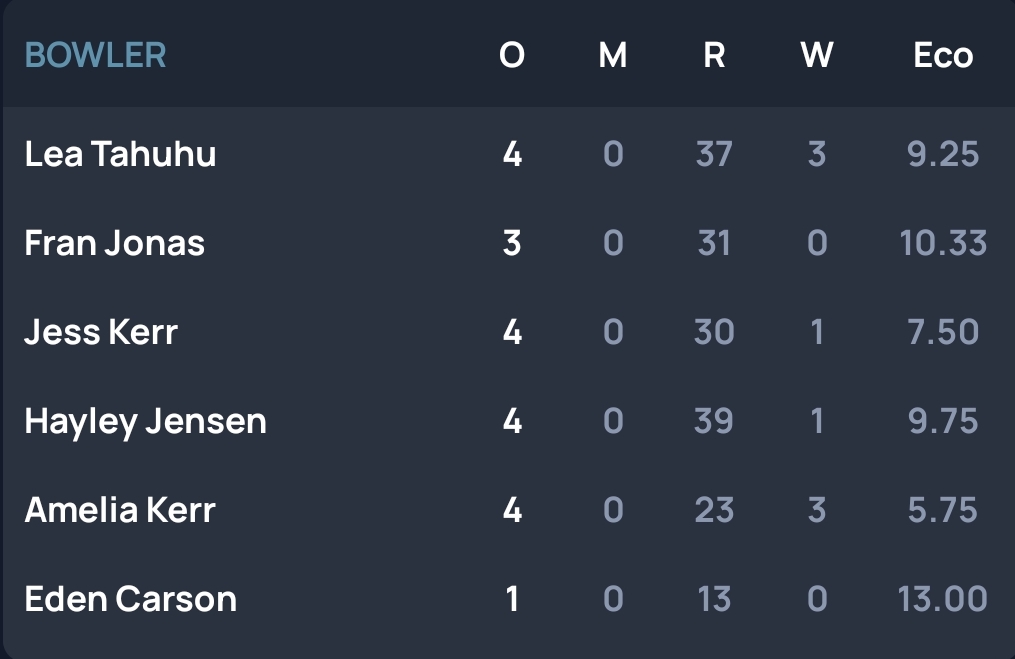 BOWLER O M R W Eco
Lea Tahuhu 4 0 37 3 9.25
Fran Jonas 3 0 31 0 10.33
Jess Kerr 4 0 30 1 7.50
Hayley Jensen 4 0 39 1 9.75
Amelia Kerr 4 0 23 3 5.75
Eden Carson 1 0 13 0 13.00